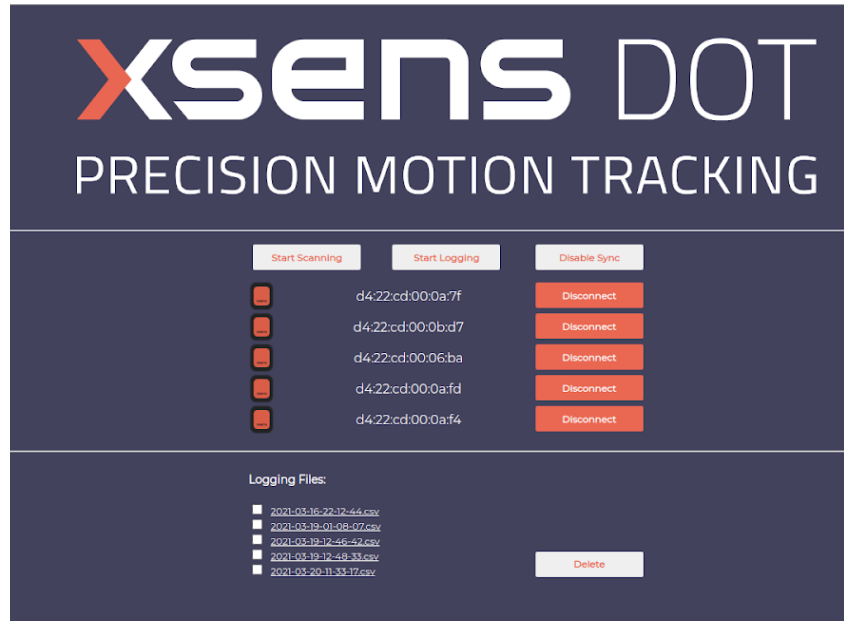 xsens DOT
PRECISION MOTION TRACKING
Start Scanning Start Logging Disable Sync
d4:22:cd:00:0a:7f Disconnect
d4:22:cd:00:0b:d7 Disconnect
d4:22:cd:00:06:ba Disconnect
d4:22:cd:00:0a:fd Disconnect
d4:22:cd:00:0a:f4 Disconnect
Logging Files:
2021-03-16-22-12-44.csv
2021-03-19-01-08-07.csv
2021-03-19-12-46-42.csv
2021-03-19-12-48-33.csv
2021-03-20-11-33-17.csv
Delete